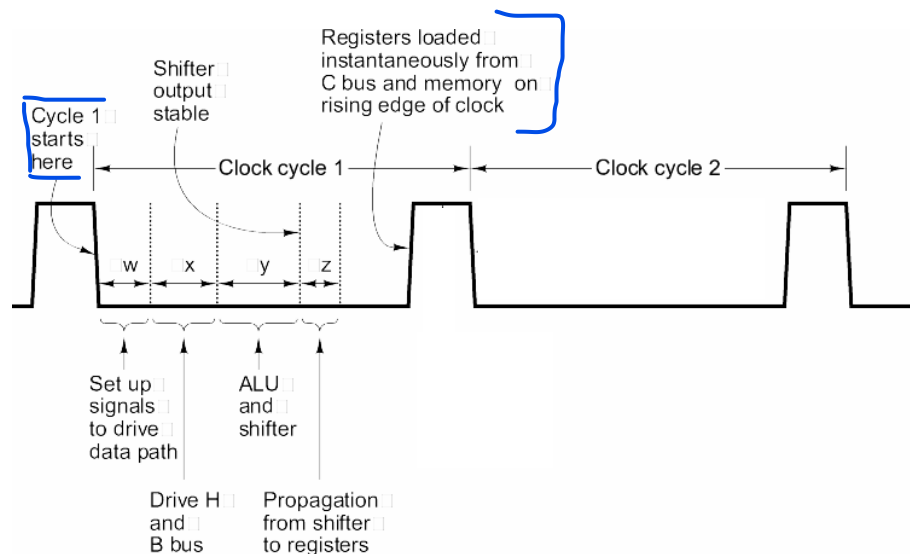 Registers loaded
instantaneously from
C bus and memory on
rising edge of clock
Shifter
output
stable
Cycle 1
starts
here
Clock cycle 1
Clock cycle 2
w
x
y
z
Set up
signals
to drive
data path
ALU
and
shifter
Drive H
and
B bus
Propagation
from shifter
to registers